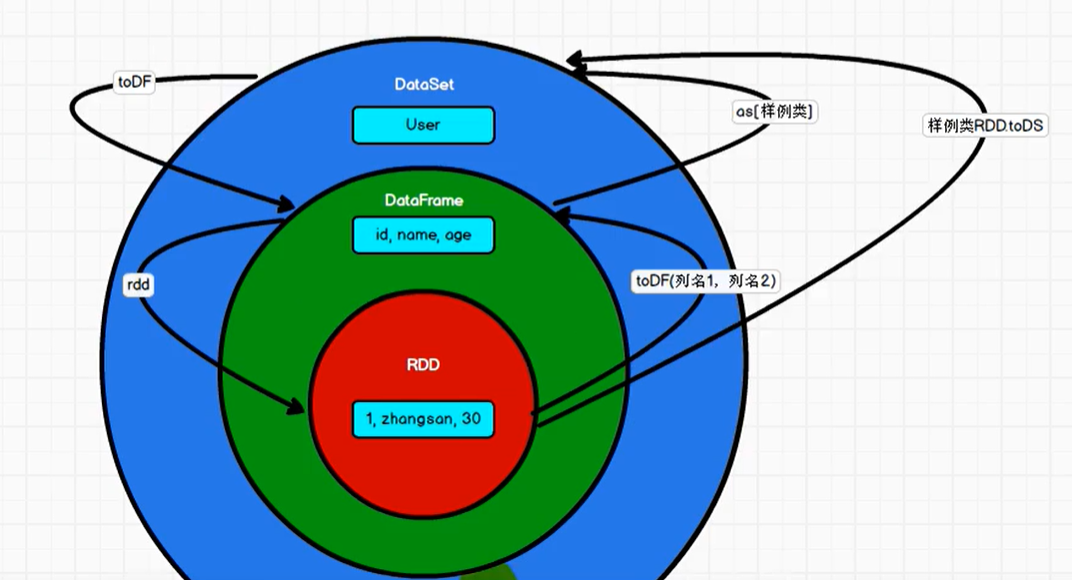 toDF
DataSet
User
as[样例类]
样例类RDD.toDS
DataFrame
id, name, age
rdd
toDF(列名1，列名2)
RDD
1, zhangsan, 30